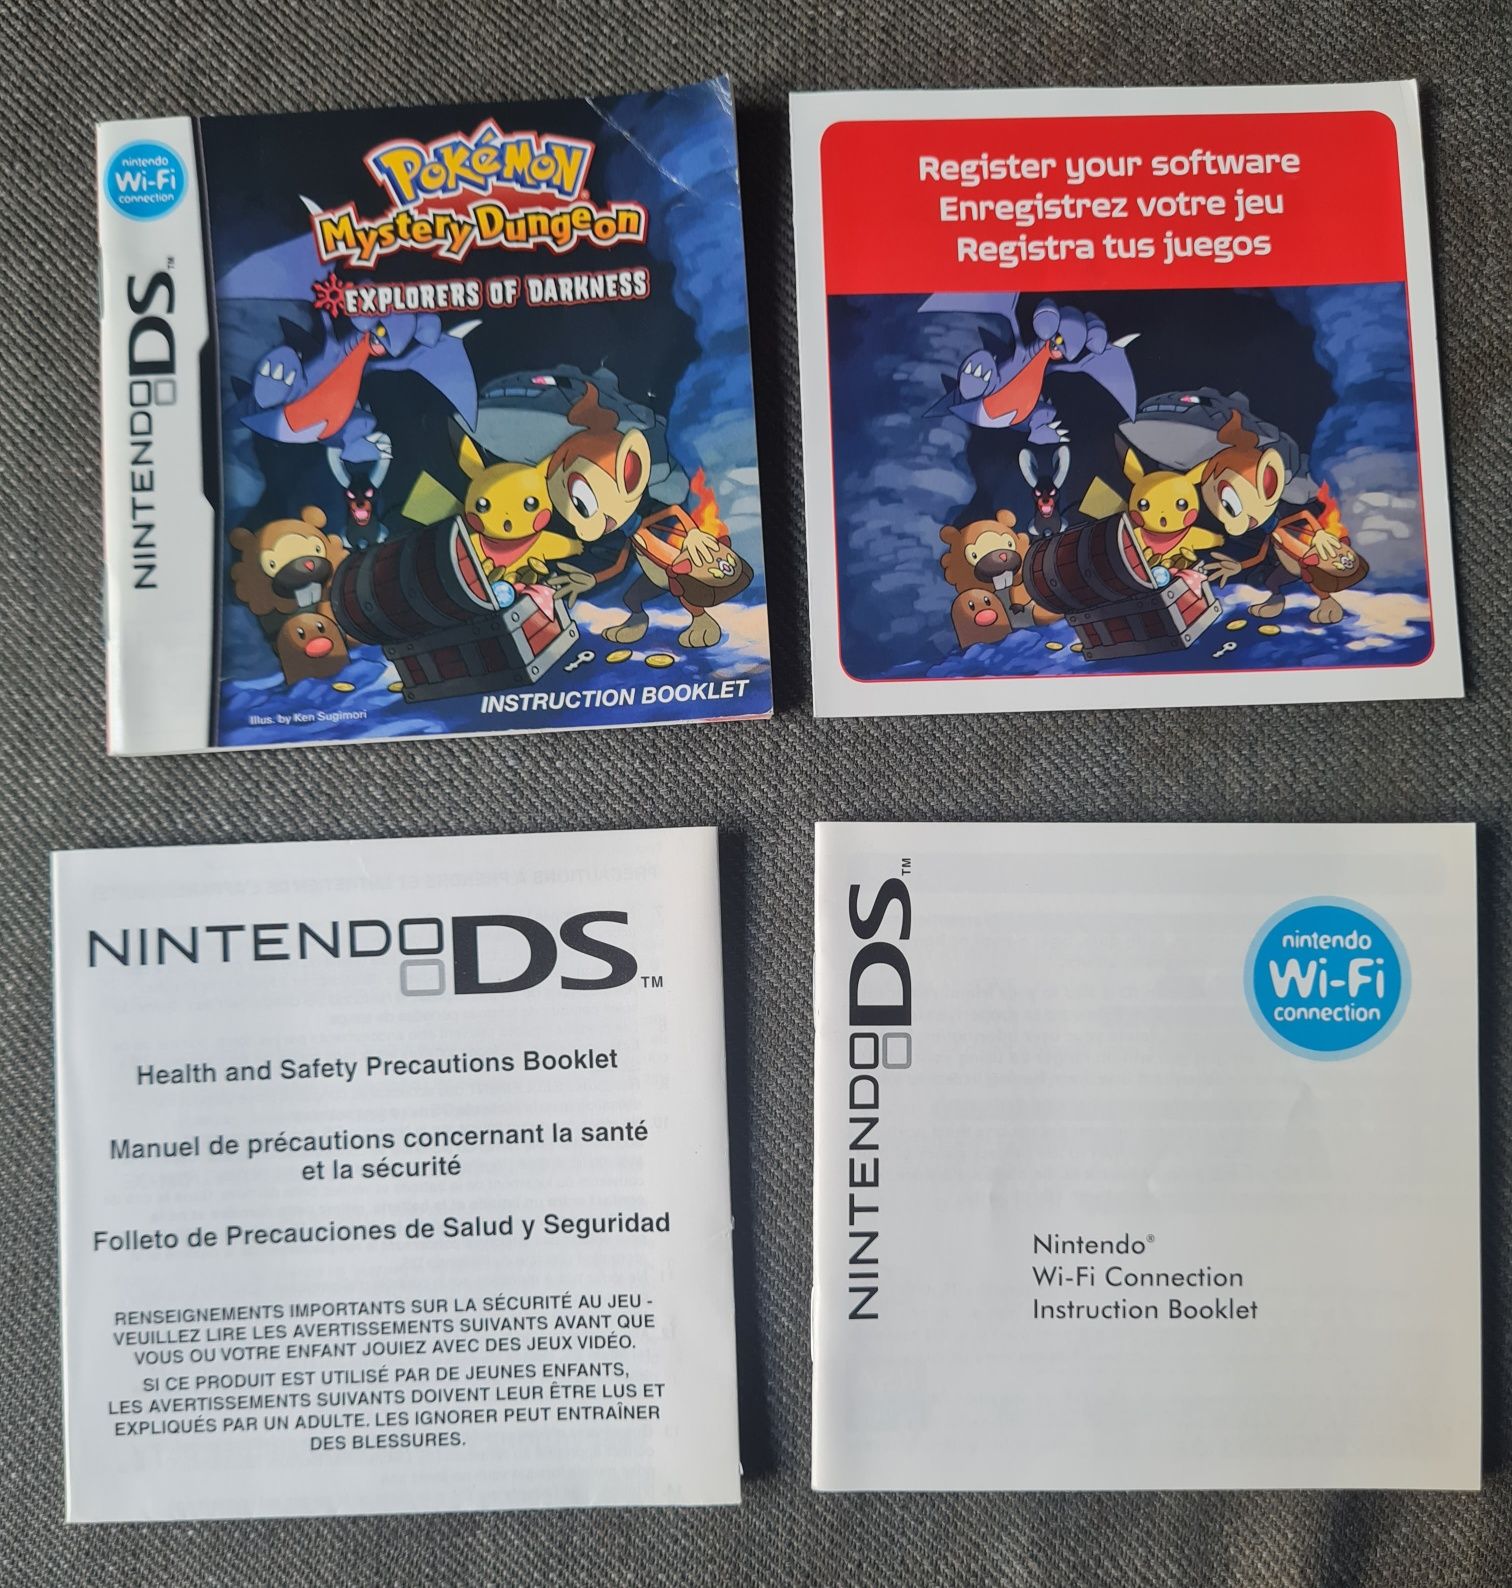 nintendo
Wi-Fi
connection
NINTENDO DS™
POKéMON
Mystery Dungeon
EXPLORERS OF DARKNESS
Illus. by Ken Sugimori
INSTRUCTION BOOKLET
Register your software
Enregistrez votre jeu
Registra tus juegos
NINTENDO DS™
Health and Safety Precautions Booklet
Manuel de précautions concernant la santé
et la sécurité
Folleto de Precauciones de Salud y Seguridad
RENSEIGNEMENTS IMPORTANTS SUR LA SÉCURITÉ AU JEU -
VEUILLEZ LIRE LES AVERTISSEMENTS SUIVANTS AVANT QUE
VOUS OU VOTRE ENFANT JOUIEZ AVEC DES JEUX VIDÉO.
SI CE PRODUIT EST UTILISÉ PAR DE JEUNES ENFANTS,
LES AVERTISSEMENTS SUIVANTS DOIVENT LEUR ÊTRE LUS ET
EXPLIQUÉS PAR UN ADULTE. LES IGNORER PEUT ENTRAÎNER
DES BLESSURES.
NINTENDO DS™
nintendo
Wi-Fi
connection
Nintendo®
Wi-Fi Connection
Instruction Booklet